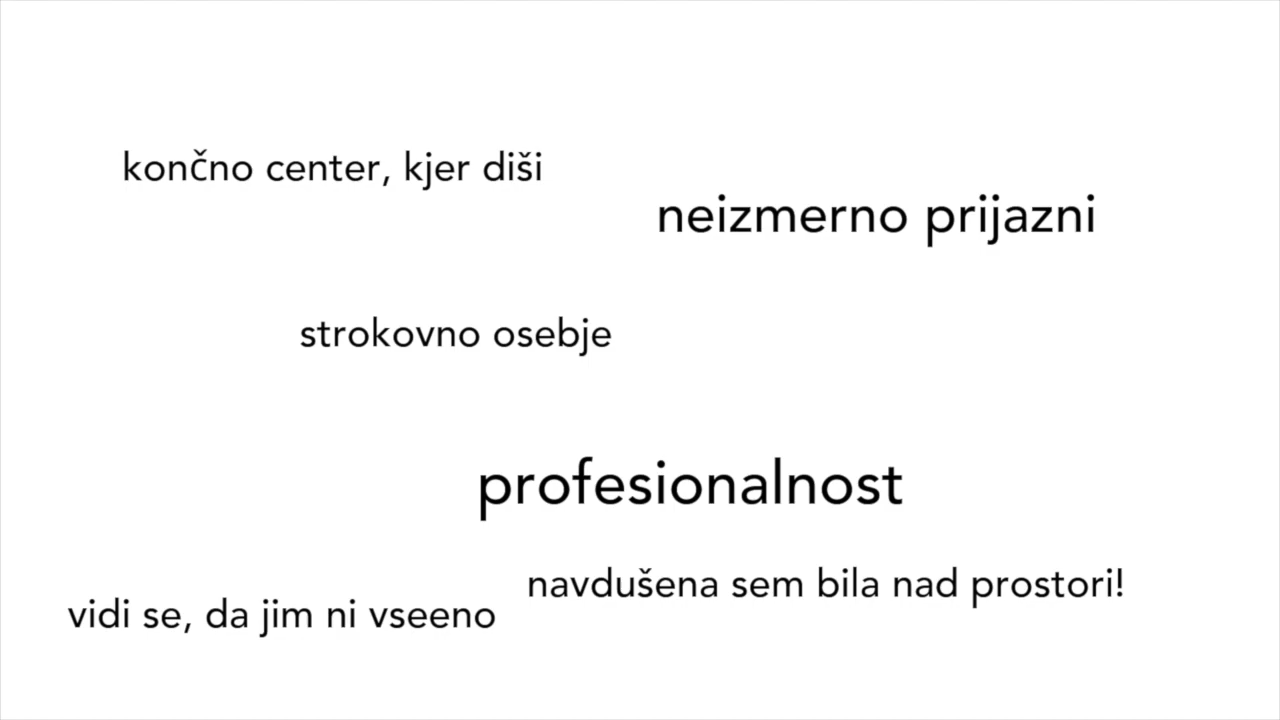 končno center, kjer diši
neizmerno prijazni
strokovno osebje
profesionalnost
navdušena sem bila nad prostori!
vidi se, da jim ni vseeno